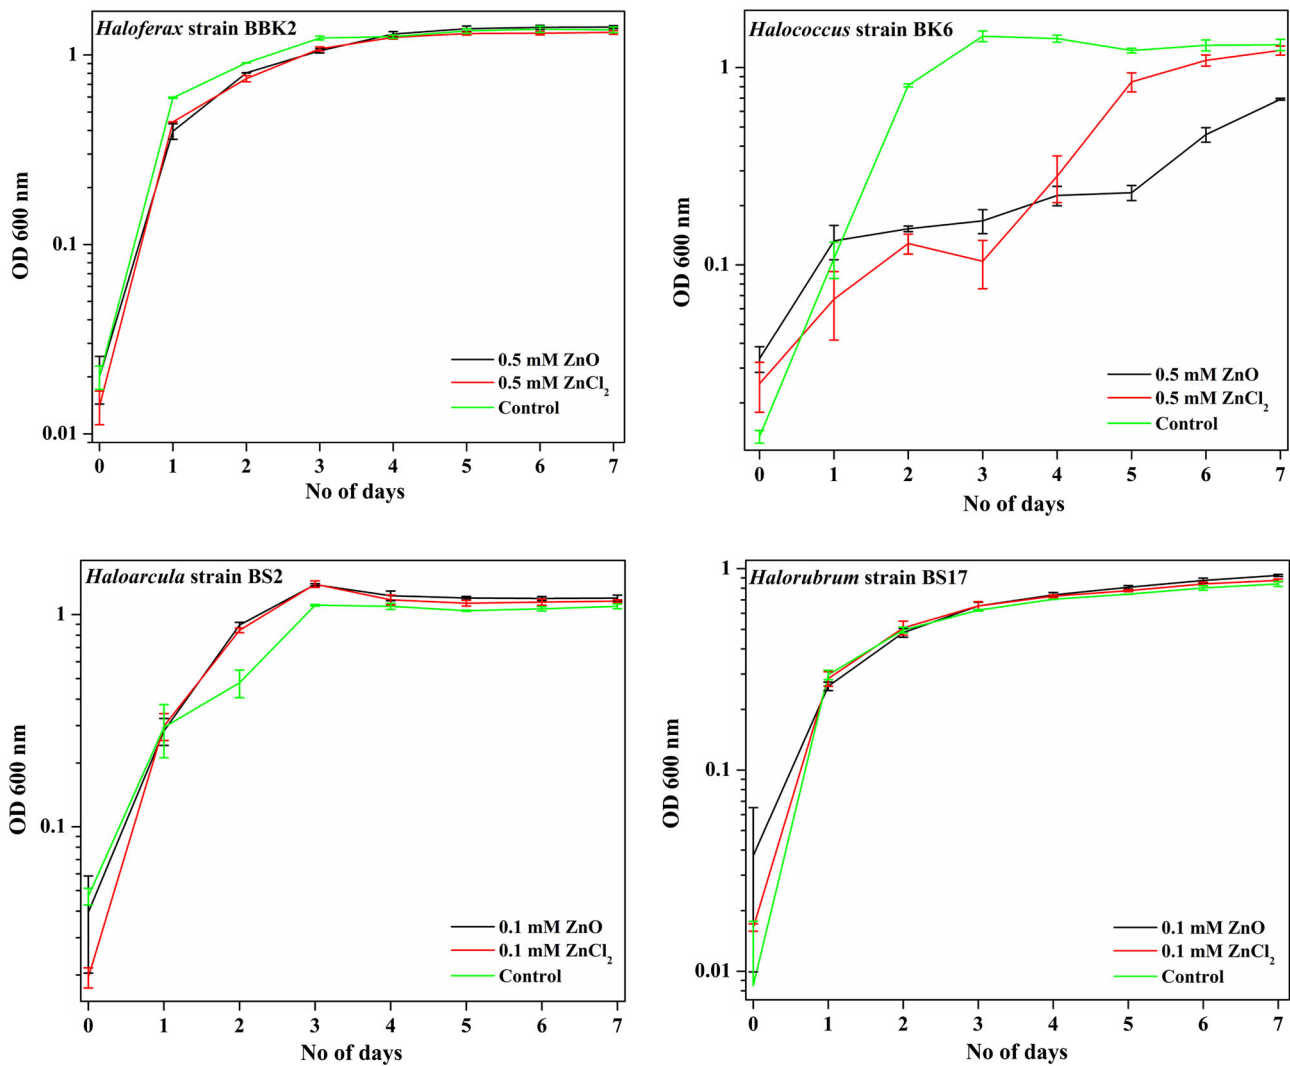 Haloferax strain BBK2
1
0.1
0.01
OD 600 nm
0.5 mM ZnO
0.5 mM ZnCl₂
Control
0 1 2 3 4 5 6 7
No of days
Halococcus strain BK6
1
0.1
OD 600 nm
0.5 mM ZnO
0.5 mM ZnCl₂
Control
0 1 2 3 4 5 6 7
No of days
Haloarcula strain BS2
1
0.1
OD 600 nm
0.1 mM ZnO
0.1 mM ZnCl₂
Control
0 1 2 3 4 5 6 7
No of days
Halorubrum strain BS17
1
0.1
0.01
OD 600 nm
0.1 mM ZnO
0.1 mM ZnCl₂
Control
0 1 2 3 4 5 6 7
No of days